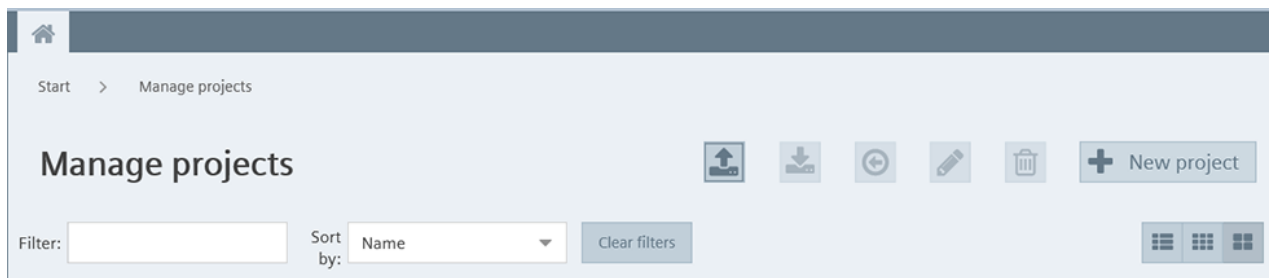 Start > Manage projects
Manage projects
New project
Filter:
Sort by:
Name
Clear filters